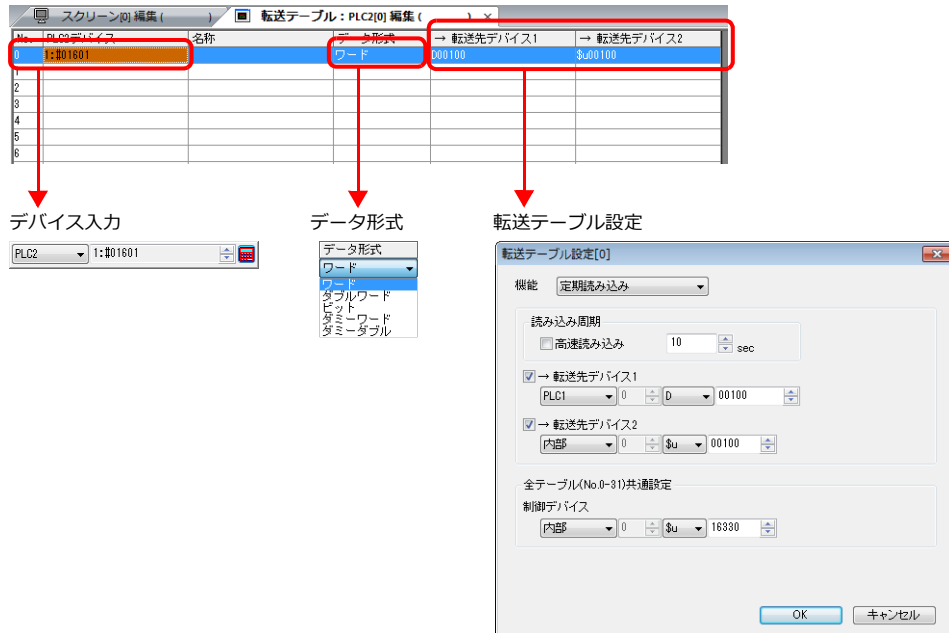 スクリーン[0] 編集 (　　　)
転送テーブル：PLC2[0] 編集 (　　　) ×
No. PLC2デバイス 名称 データ形式 → 転送先デバイス1 → 転送先デバイス2
0 1:#01601 ワード D00100 $u00100
1
2
3
4
5
6
デバイス入力 データ形式 転送テーブル設定
PLC2 1:#01601
データ形式
ワード
ワード
ダブルワード
ビット
ダミーワード
ダミーダブル
転送テーブル設定[0]
機能 定期読み込み
読み込み周期
高速読み込み 10 sec
→ 転送先デバイス1
PLC1 0 D 00100
→ 転送先デバイス2
内部 0 $u 00100
全テーブル(No.0-31)共通設定
制御デバイス
内部 0 $u 16330
OK キャンセル